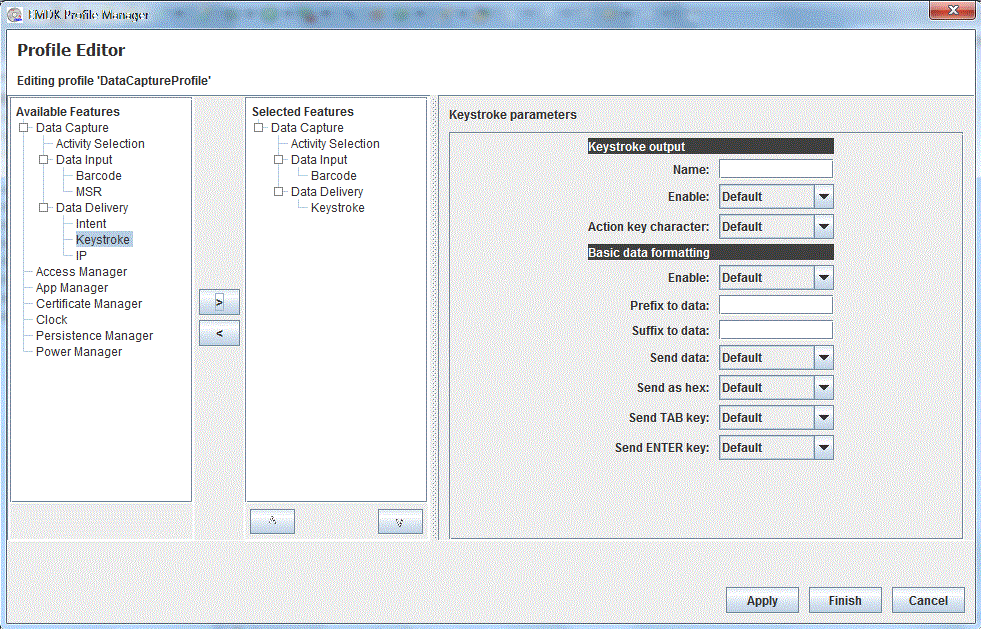 EMDK Profile Manager
Profile Editor
Editing profile 'DataCaptureProfile'
Available Features
Data Capture
Activity Selection
Data Input
Barcode
MSR
Data Delivery
Intent
Keystroke
IP
Access Manager
App Manager
Certificate Manager
Clock
Persistence Manager
Power Manager
>
<
Selected Features
Data Capture
Activity Selection
Data Input
Barcode
Data Delivery
Keystroke
Keystroke parameters
Keystroke output
Name:
Enable: Default
Action key character: Default
Basic data formatting
Enable: Default
Prefix to data:
Suffix to data:
Send data: Default
Send as hex: Default
Send TAB key: Default
Send ENTER key: Default
Apply Finish Cancel